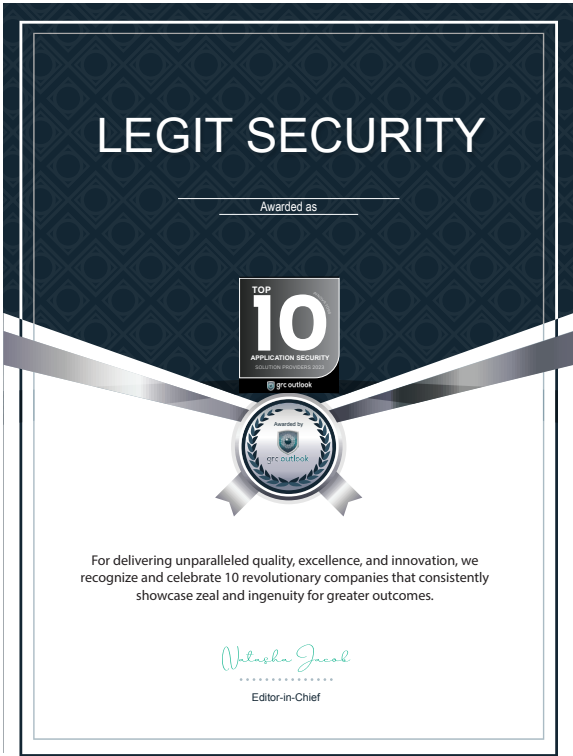 LEGIT SECURITY
Awarded as
TOP
10
APPLICATION SECURITY
SOLUTION PROVIDERS 2023
grc outlook
Awarded by
grc outlook
For delivering unparalleled quality, excellence, and innovation, we
recognize and celebrate 10 revolutionary companies that consistently
showcase zeal and ingenuity for greater outcomes.
Natasha Jacob
Editor-in-Chief